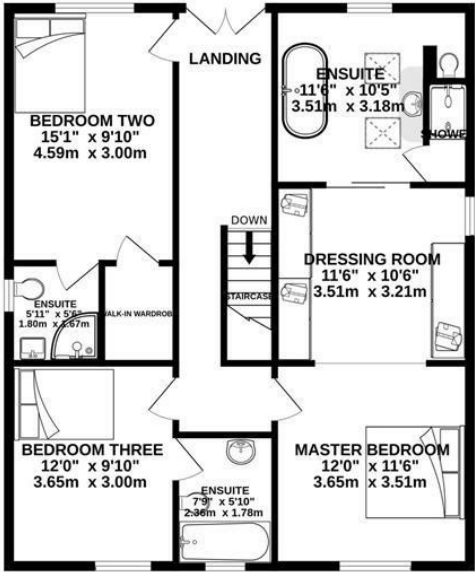 LANDING
ENSUITE
11'6" x 10'5"
3.51m x 3.18m
SHOWE
BEDROOM TWO
15'1" x 9'10"
4.59m x 3.00m
DOWN
STAIRCASE
DRESSING ROOM
11'6" x 10'6"
3.51m x 3.21m
ENSUITE
5'11" x 5'6"
1.80m x 1.67m
WALK-IN WARDROB
BEDROOM THREE
12'0" x 9'10"
3.65m x 3.00m
MASTER BEDROOM
12'0" x 11'6"
3.65m x 3.51m
ENSUITE
7'9" x 5'10"
2.36m x 1.78m